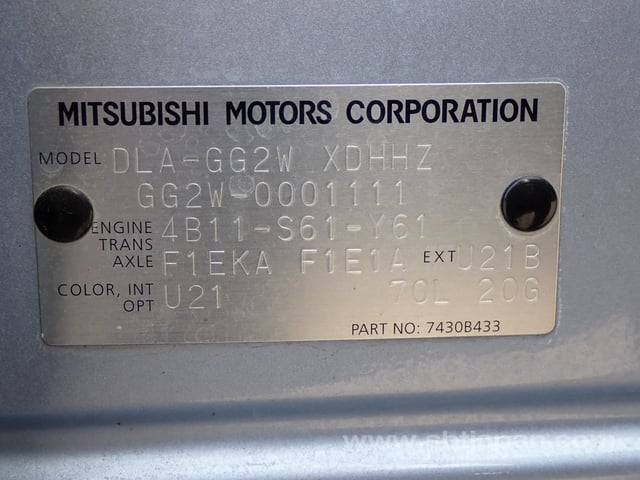 MITSUBISHI MOTORS CORPORATION
MODEL DLA-GG2W XDHHZ
GG2W-0001111
ENGINE 4B11-S61-Y61
TRANS
AXLE F1EKA F1E1A EXT U21B
COLOR, INT U21 70L 20G
OPT
PART NO: 7430B433